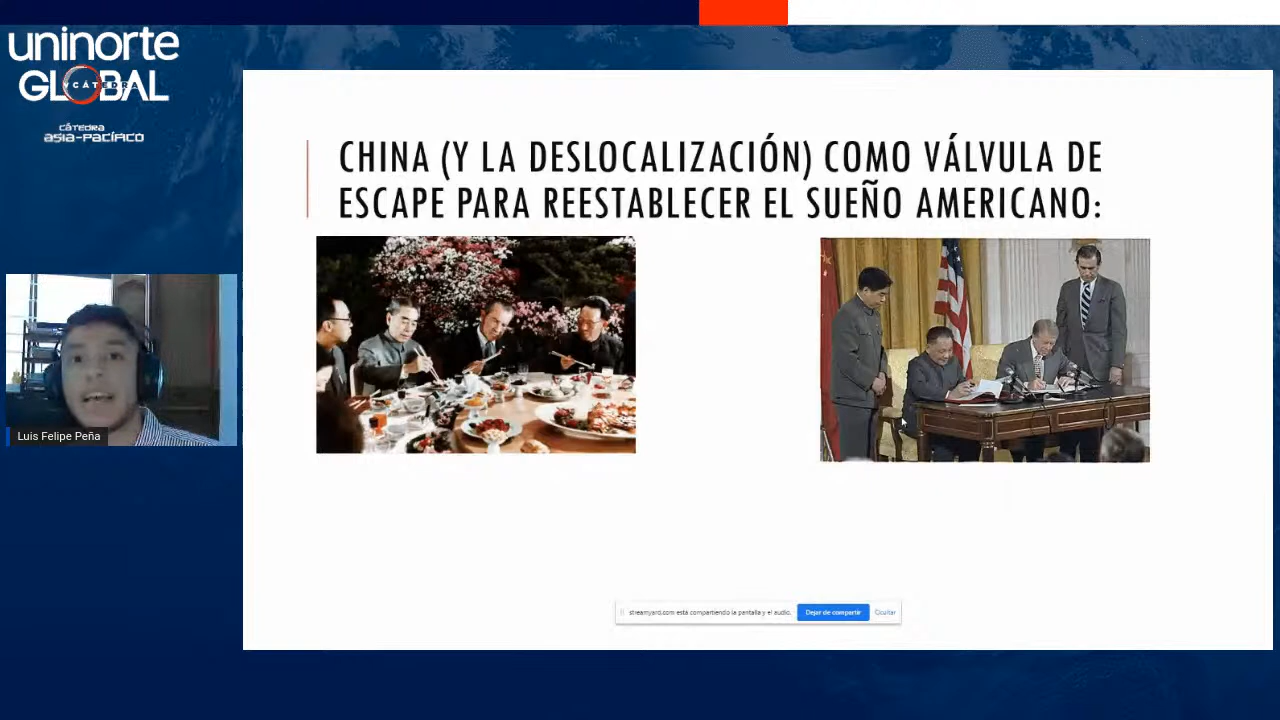 uninorte
GLOBAL
CÁTEDRA
CÁTEDRA
ASIA-PACÍFICO
CHINA (Y LA DESLOCALIZACIÓN) COMO VÁLVULA DE
ESCAPE PARA REESTABLECER EL SUEÑO AMERICANO:
Luis Felipe Peña
streamyard.com está compartiendo la pantalla y el audio.
Dejar de compartir
Ocultar